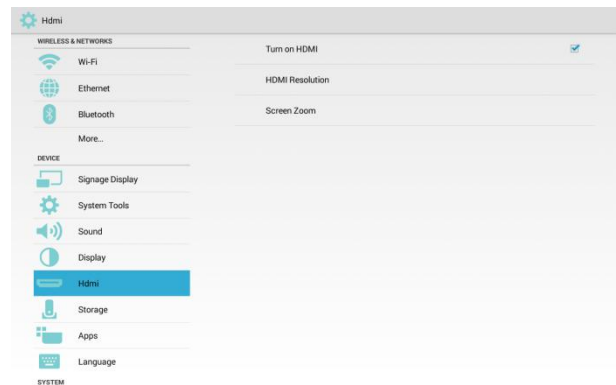 Hdmi
WIRELESS & NETWORKS
Wi-Fi
Ethernet
Bluetooth
More...
DEVICE
Signage Display
System Tools
Sound
Display
Hdmi
Storage
Apps
Language
SYSTEM
Turn on HDMI
HDMI Resolution
Screen Zoom